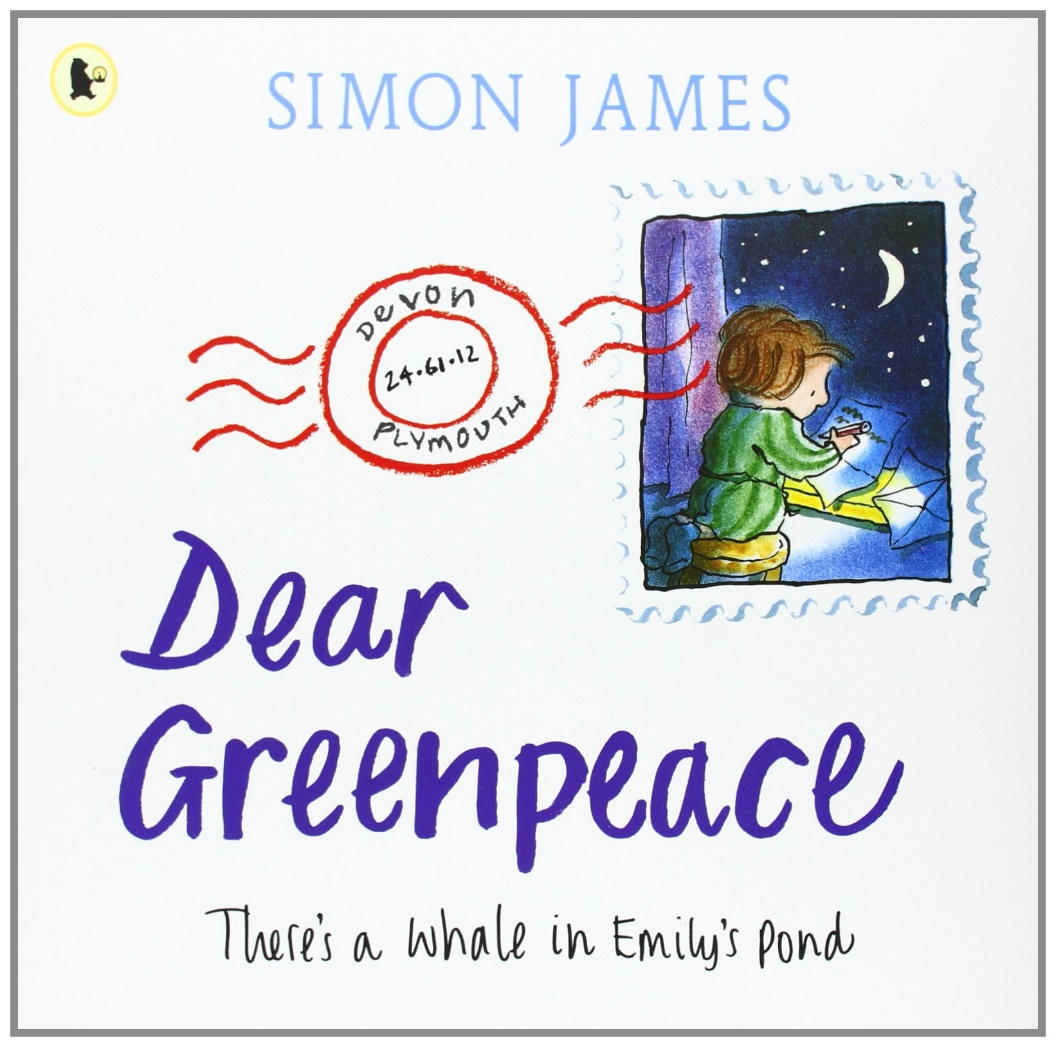 SIMON JAMES
DEVON
24.61.12
PLYMOUTH
Dear
Greenpeace
There's a whale in Emily's pond